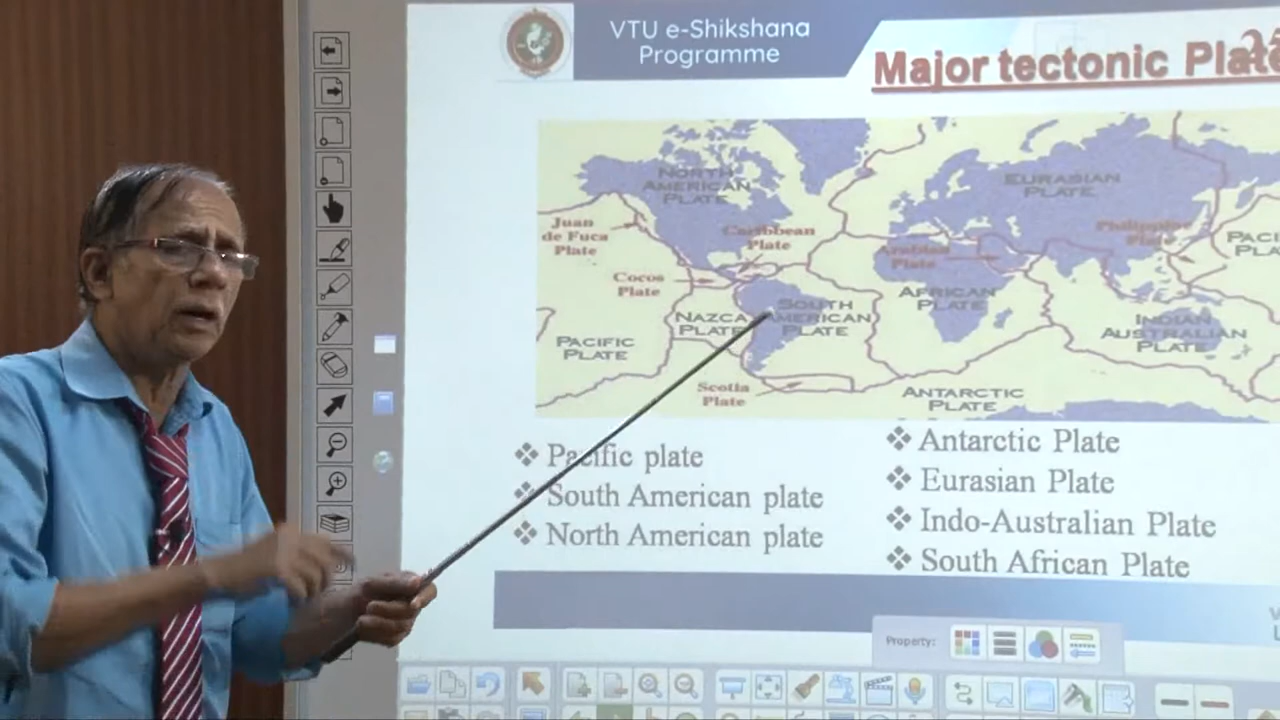 VTU e-Shikshana
Programme
Major tectonic Plate
NORTH
AMERICAN
PLATE
EURASIAN
PLATE
Juan
de Fuca
Plate
Caribbean
Plate
Philippine
Plate
PACI
PLA
Arabian
Plate
Cocos
Plate
AFRICAN
PLATE
SOUTH
AMERICAN
PLATE
NAZCA
PLATE
INDIAN
AUSTRALIAN
PLATE
PACIFIC
PLATE
Scotia
Plate
ANTARCTIC
PLATE
❖ Pacific plate
❖ South American plate
❖ North American plate
❖ Antarctic Plate
❖ Eurasian Plate
❖ Indo-Australian Plate
❖ South African Plate
Property: